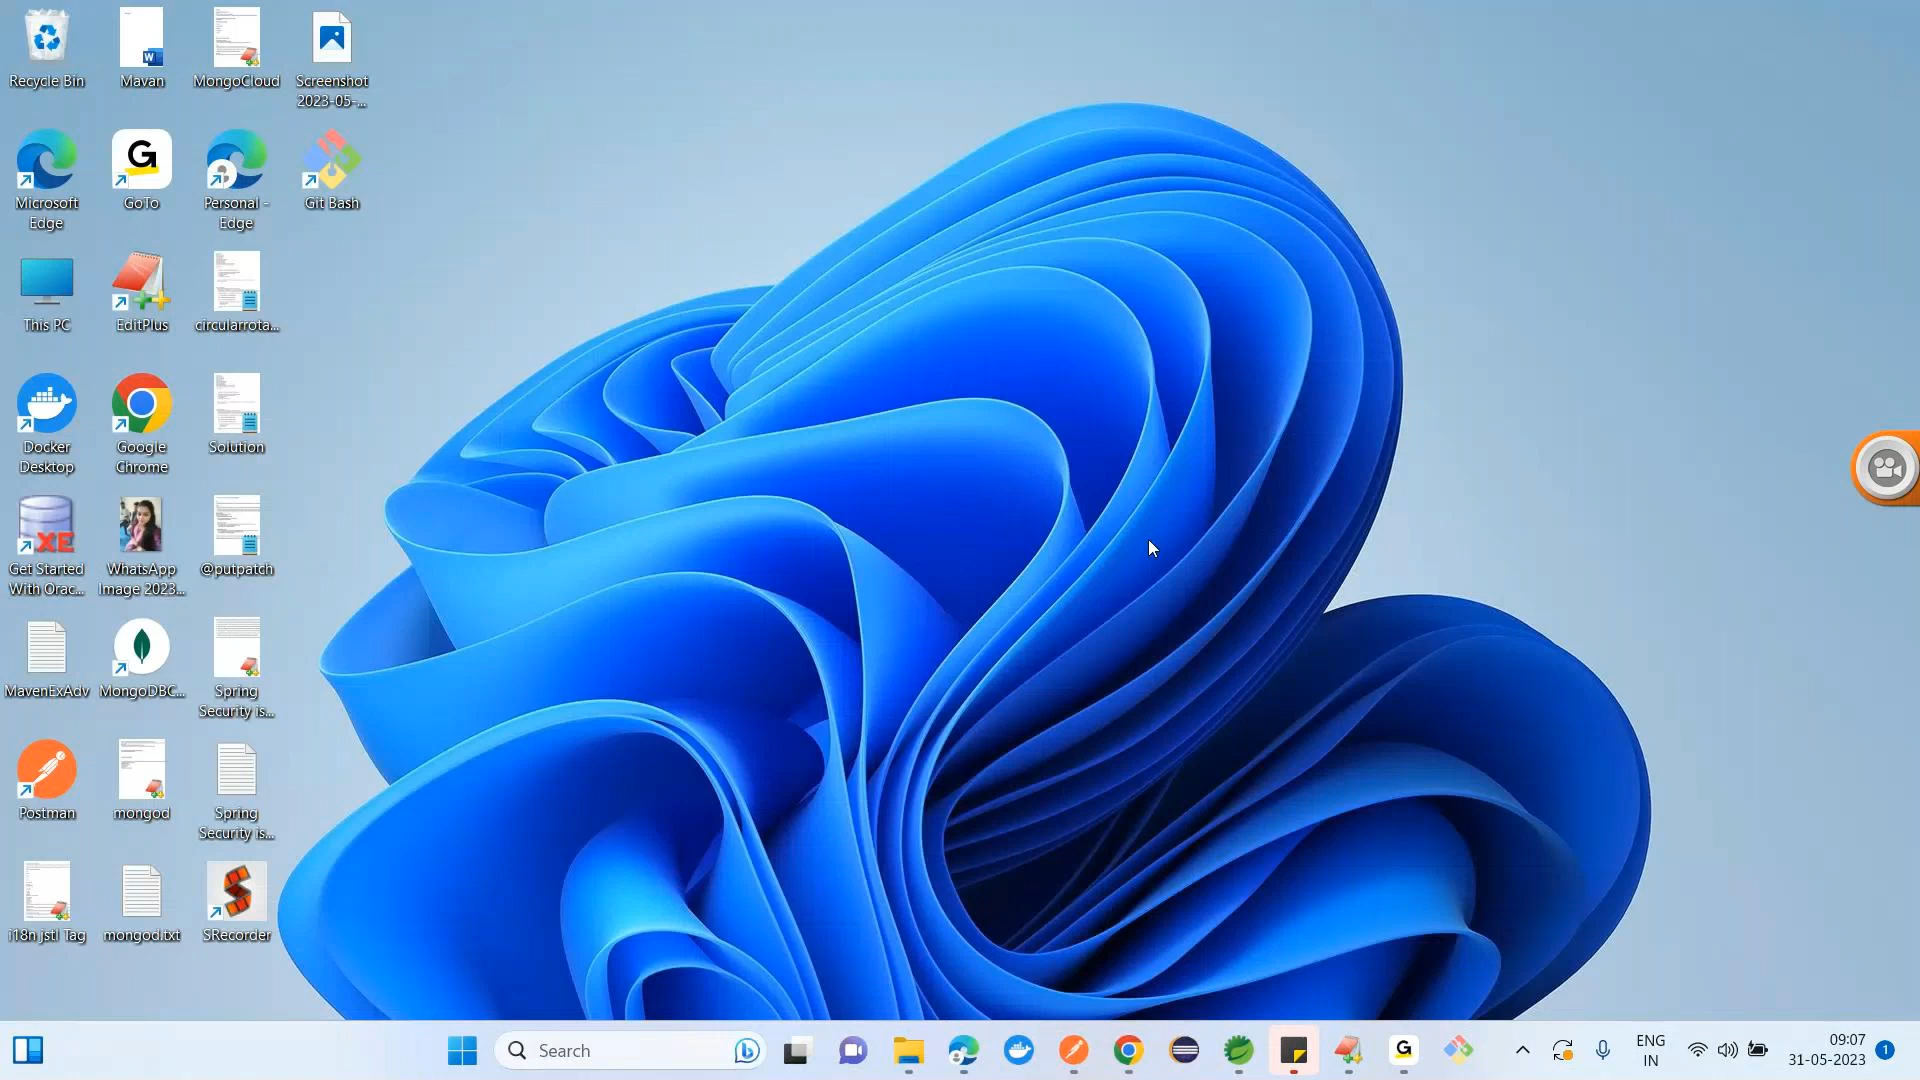 Recycle Bin
Mavan
MongoCloud
Screenshot
2023-05-...
Microsoft
Edge
GoTo
Personal -
Edge
Git Bash
This PC
EditPlus
circularrota...
Docker
Desktop
Google
Chrome
Solution
Get Started
With Orac...
WhatsApp
Image 2023...
@putpatch
MavenExAdv
MongoDBC...
Spring
Security is...
Postman
mongod
Spring
Security is...
i18n jstl Tag
mongod.txt
SRecorder
Search
ENG
IN
09:07
31-05-2023
1